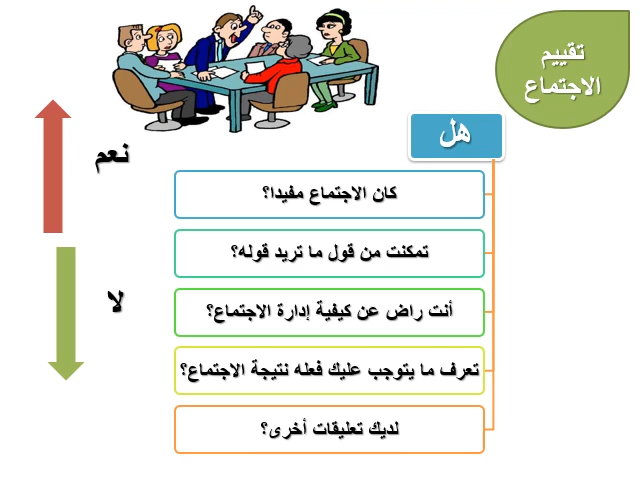 تقييم
الاجتماع
هل
نعم
كان الاجتماع مفيدا؟
تمكنت من قول ما تريد قوله؟
لا
أنت راض عن كيفية إدارة الاجتماع؟
تعرف ما يتوجب عليك فعله نتيجة الاجتماع؟
لديك تعليقات أخرى؟